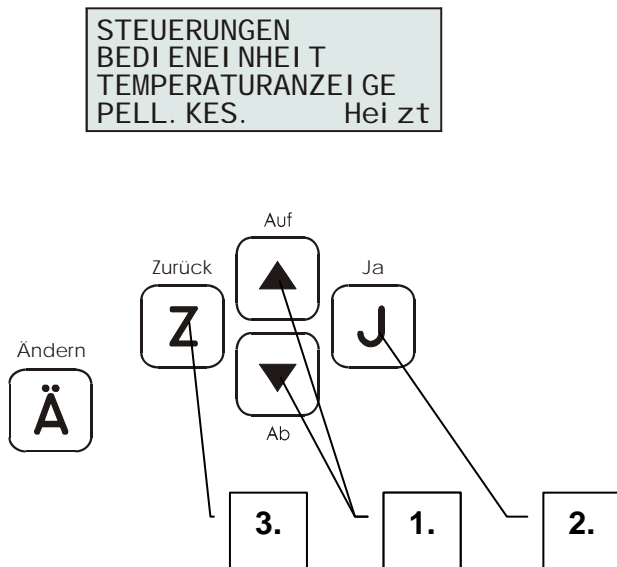 STEUERUNGEN
BEDIENEINHEIT
TEMPERATURANZEIGE
PELL. KES. Heizt
Auf
Zurück
Ja
Z
J
Ändern
Ä
Ab
3.
1.
2.